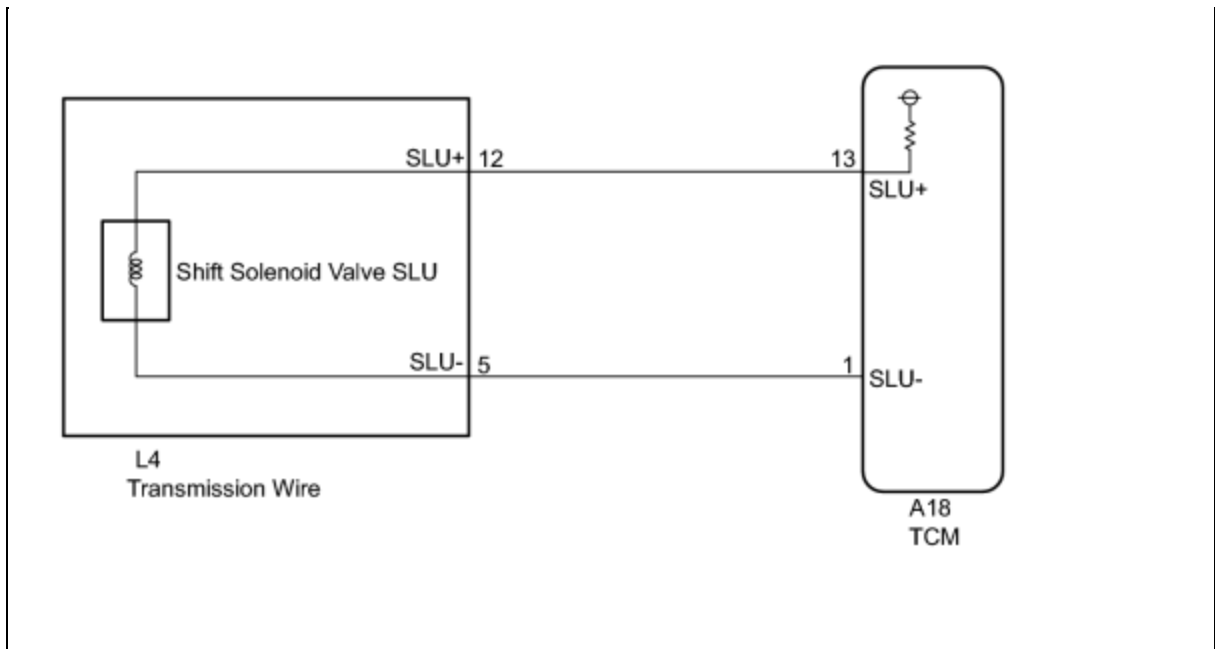 SLU+ 12
13
SLU+
Shift Solenoid Valve SLU
SLU- 5
1
SLU-
L4
Transmission Wire
A18
TCM